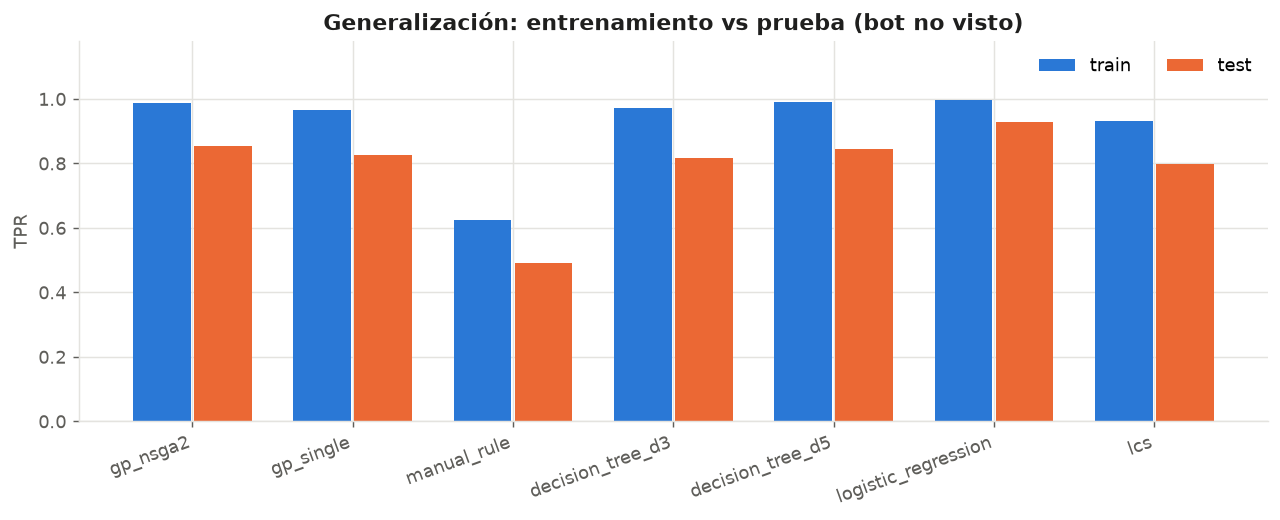 Generalización: entrenamiento vs prueba (bot no visto)
train
test
TPR
1.0
0.8
0.6
0.4
0.2
0.0
gp_nsga2
gp_single
manual_rule
decision_tree_d3
decision_tree_d5
logistic_regression
lcs